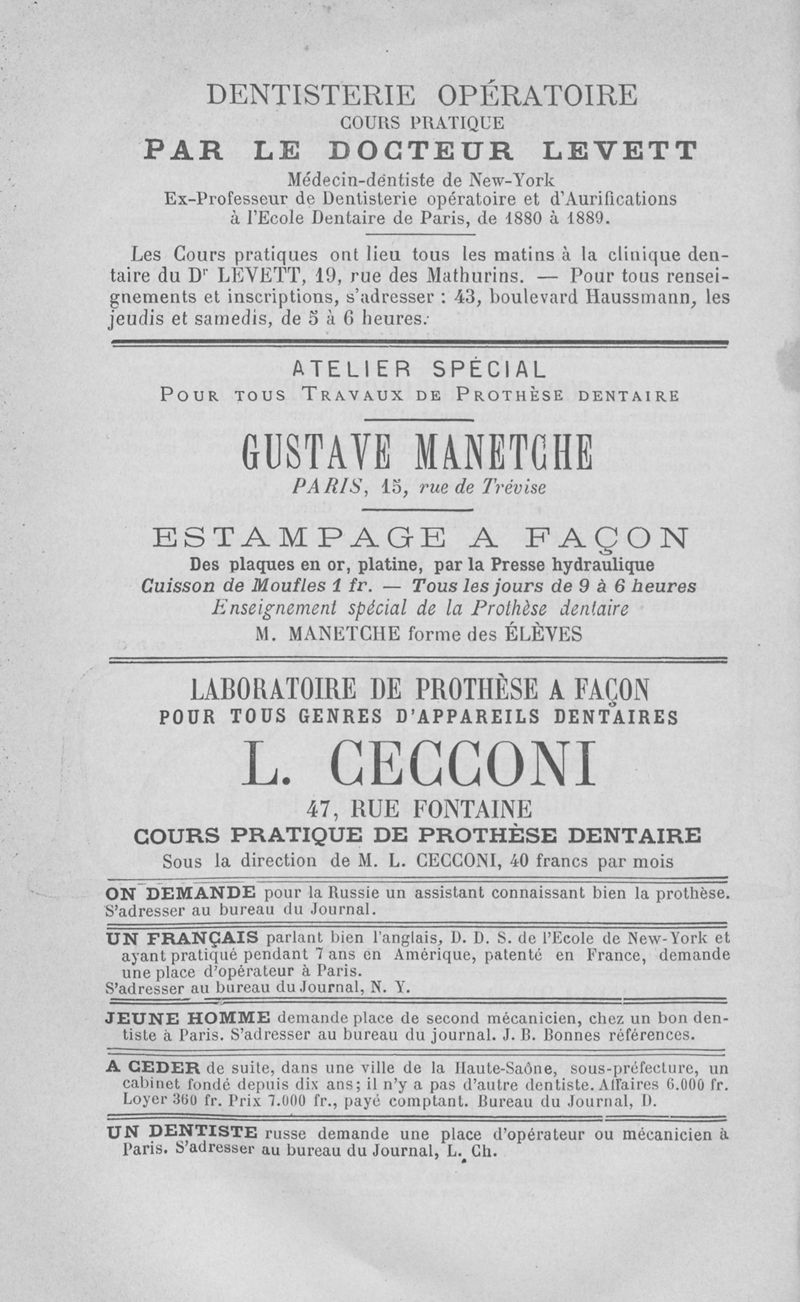 DENTISTERIE OPÉRATOIRE
COURS PRATIQUE
PAR LE DOCTEUR LEVETT
Médecin-dentiste de New-York
Ex-Professeur de Dentisterie opératoire et d'Aurifications
à l'Ecole Dentaire de Paris, de 1880 à 1889.
Les Cours pratiques ont lieu tous les matins à la clinique den-
taire du Dr LEVETT, 19, rue des Mathurins. — Pour tous rensei-
gnements et inscriptions, s'adresser : 43, boulevard Haussmann, les
jeudis et samedis, de 5 à 6 heures.
ATELIER SPÉCIAL
POUR TOUS TRAVAUX DE PROTHÈSE DENTAIRE
GUSTAVE MANETCHE
PARIS, 15, rue de Trévise
ESTAMPAGE A FAÇON
Des plaques en or, platine, par la Presse hydraulique
Cuisson de Moufles 1 fr. — Tous les jours de 9 à 6 heures
Enseignement spécial de la Prothèse dentaire
M. MANETCHE forme des ÉLÈVES
LABORATOIRE DE PROTHÈSE A FAÇON
POUR TOUS GENRES D'APPAREILS DENTAIRES
L. CECCONI
47, RUE FONTAINE
COURS PRATIQUE DE PROTHÈSE DENTAIRE
Sous la direction de M. L. CECCONI, 40 francs par mois
ON DEMANDE pour la Russie un assistant connaissant bien la prothèse.
S'adresser au bureau du Journal.
UN FRANÇAIS parlant bien l'anglais, D. D. S. de l'Ecole de New-York et
ayant pratiqué pendant 7 ans en Amérique, patenté en France, demande
une place d'opérateur à Paris.
S'adresser au bureau du Journal, N. Y.
JEUNE HOMME demande place de second mécanicien, chez un bon den-
tiste à Paris. S'adresser au bureau du journal. J. B. Bonnes références.
A CEDER de suite, dans une ville de la Haute-Saône, sous-préfecture, un
cabinet fondé depuis dix ans; il n'y a pas d'autre dentiste. Affaires 6.000 fr.
Loyer 360 fr. Prix 7.000 fr., payé comptant. Bureau du Journal, D.
UN DENTISTE russe demande une place d'opérateur ou mécanicien à
Paris. S'adresser au bureau du Journal, L. Ch.